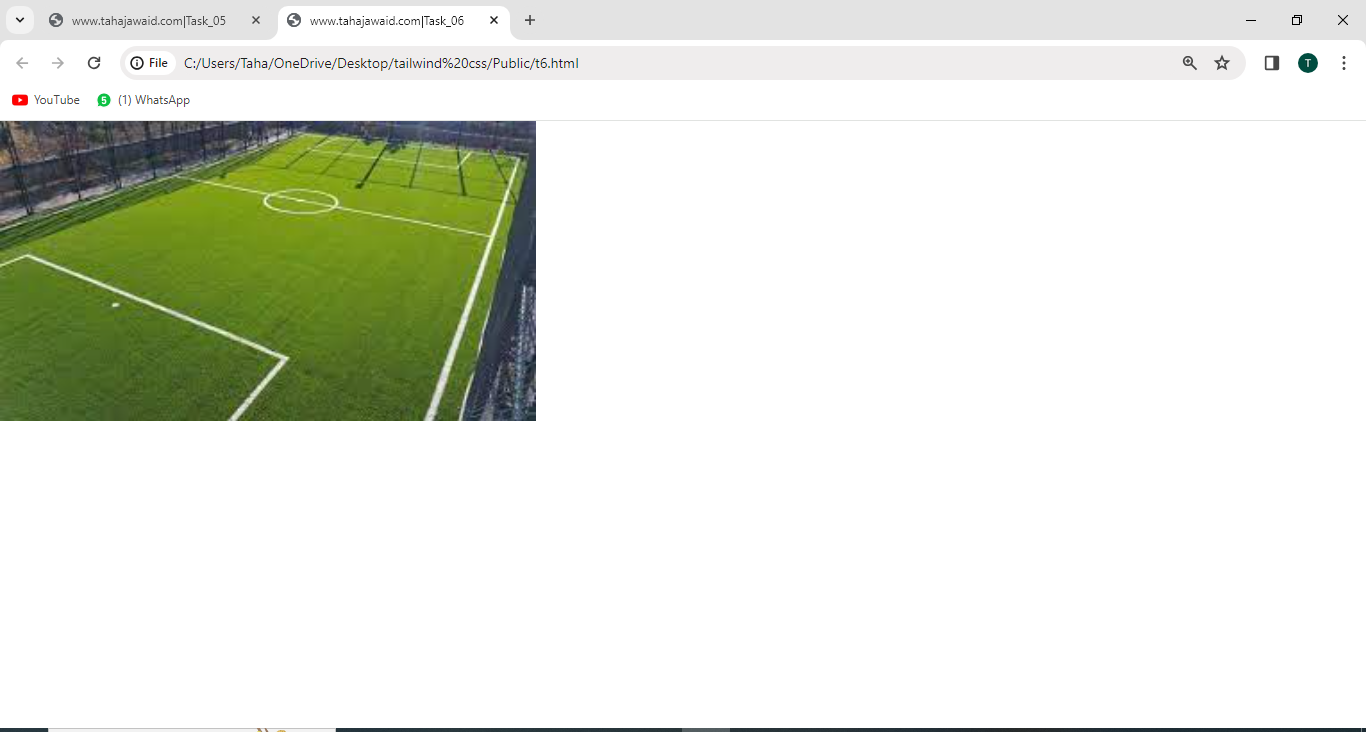 www.tahajawaid.com|Task_05
www.tahajawaid.com|Task_06
File
C:/Users/Taha/OneDrive/Desktop/tailwind%20css/Public/t6.html
T
YouTube
5
(1) WhatsApp